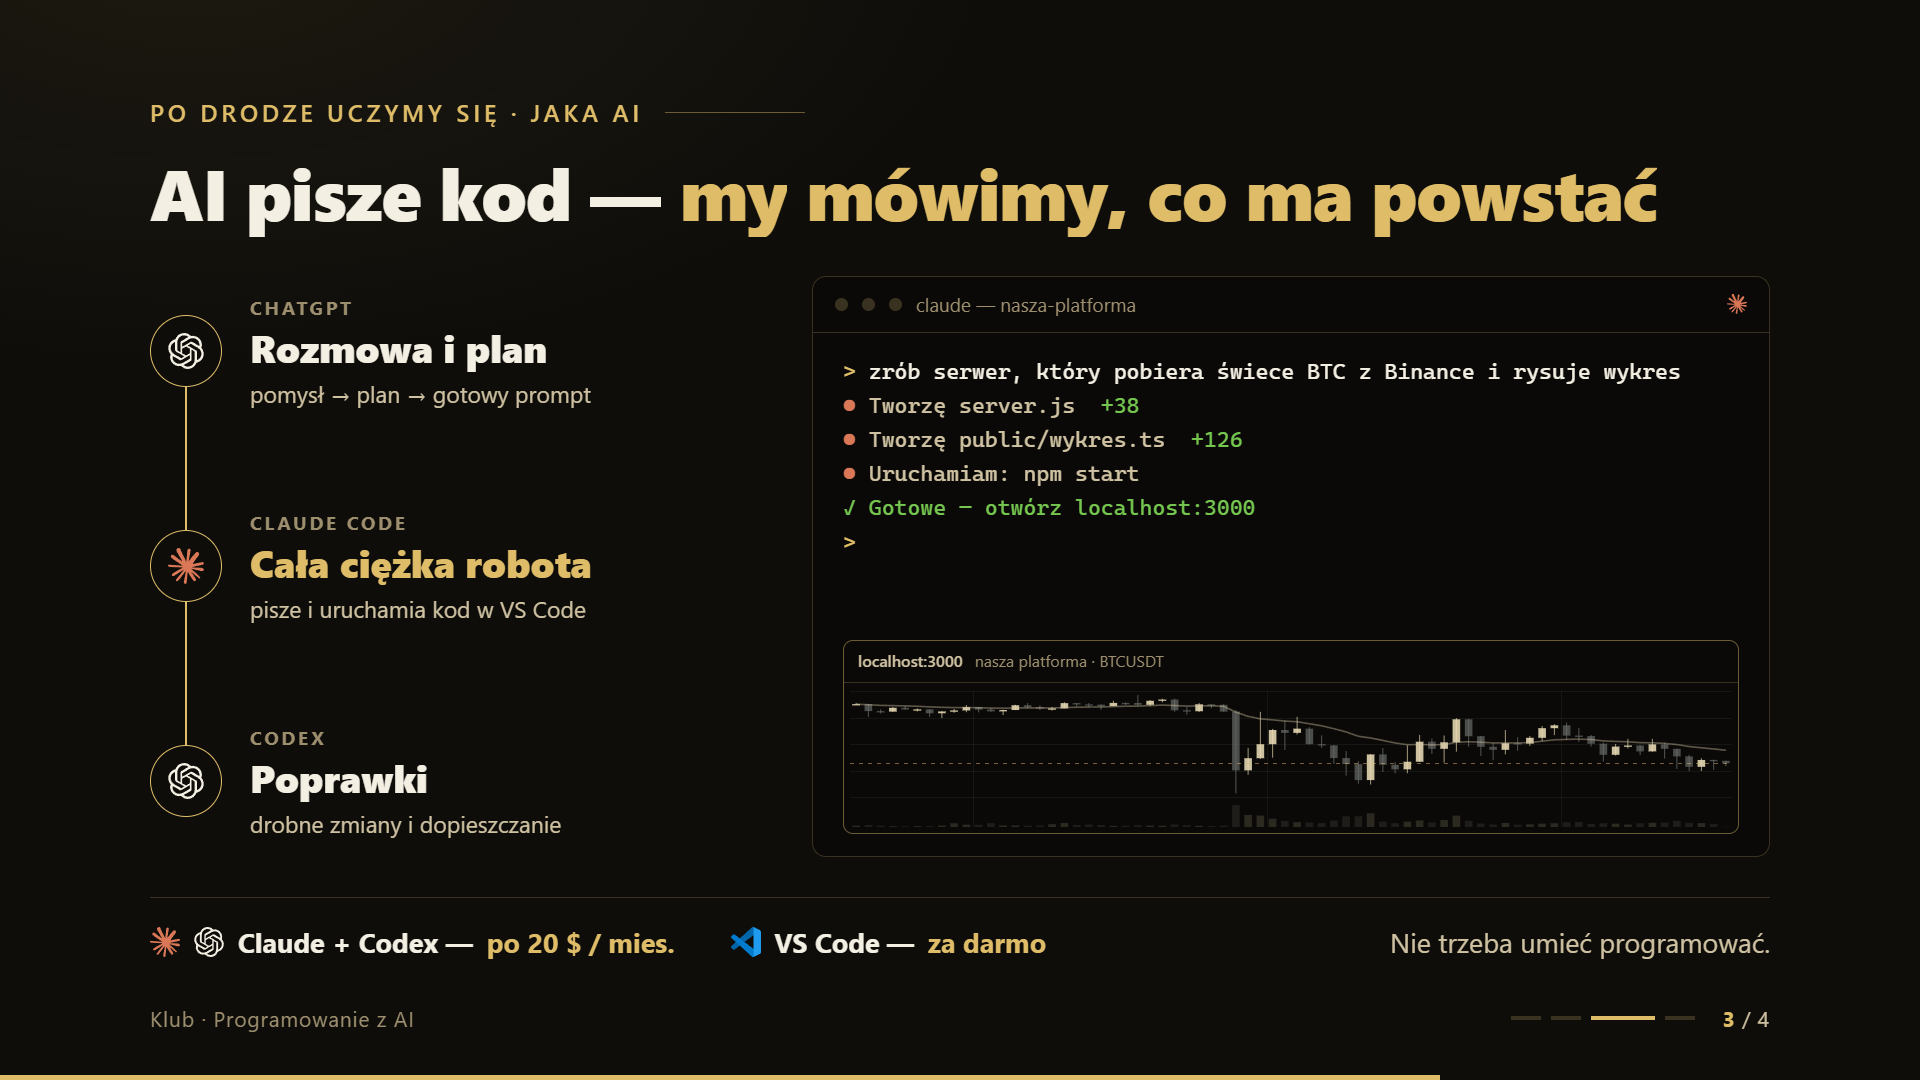 PO DRODZE UCZYMY SIĘ · JAKA AI
AI pisze kod — my mówimy, co ma powstać
CHATGPT
Rozmowa i plan
pomysł → plan → gotowy prompt
CLAUDE CODE
Cała ciężka robota
pisze i uruchamia kod w VS Code
CODEX
Poprawki
drobne zmiany i dopieszczanie
claude — nasza-platforma
> zrób serwer, który pobiera świece BTC z Binance i rysuje wykres
● Tworzę server.js +38
● Tworzę public/wykres.ts +126
● Uruchamiam: npm start
√ Gotowe — otwórz localhost:3000
>
localhost:3000 nasza platforma · BTCUSDT
Claude + Codex — po 20 $ / mies.
VS Code — za darmo
Nie trzeba umieć programować.
Klub · Programowanie z AI
3 / 4